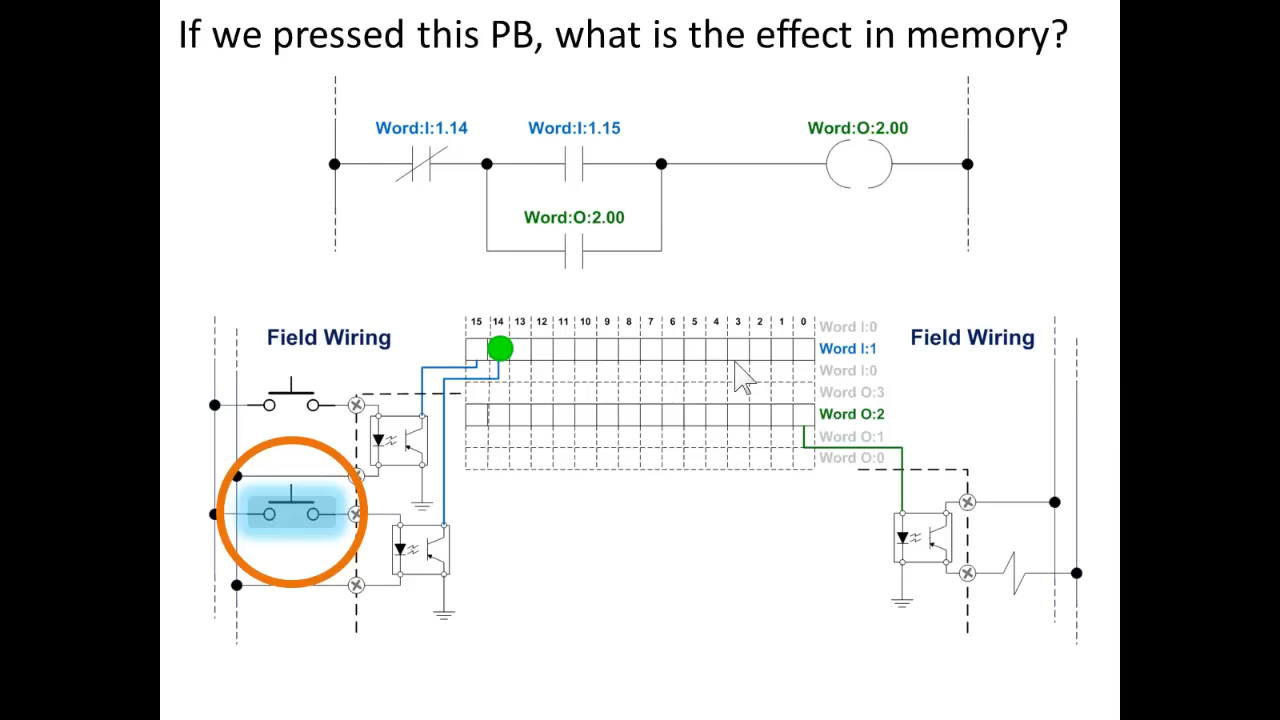 If we pressed this PB, what is the effect in memory?
Word:I:1.14
Word:I:1.15
Word:O:2.00
Word:O:2.00
Field Wiring
15 14 13 12 11 10 9 8 7 6 5 4 3 2 1 0
Word I:0
Word I:1
Word I:0
Word O:3
Word O:2
Word O:1
Word O:0
Field Wiring